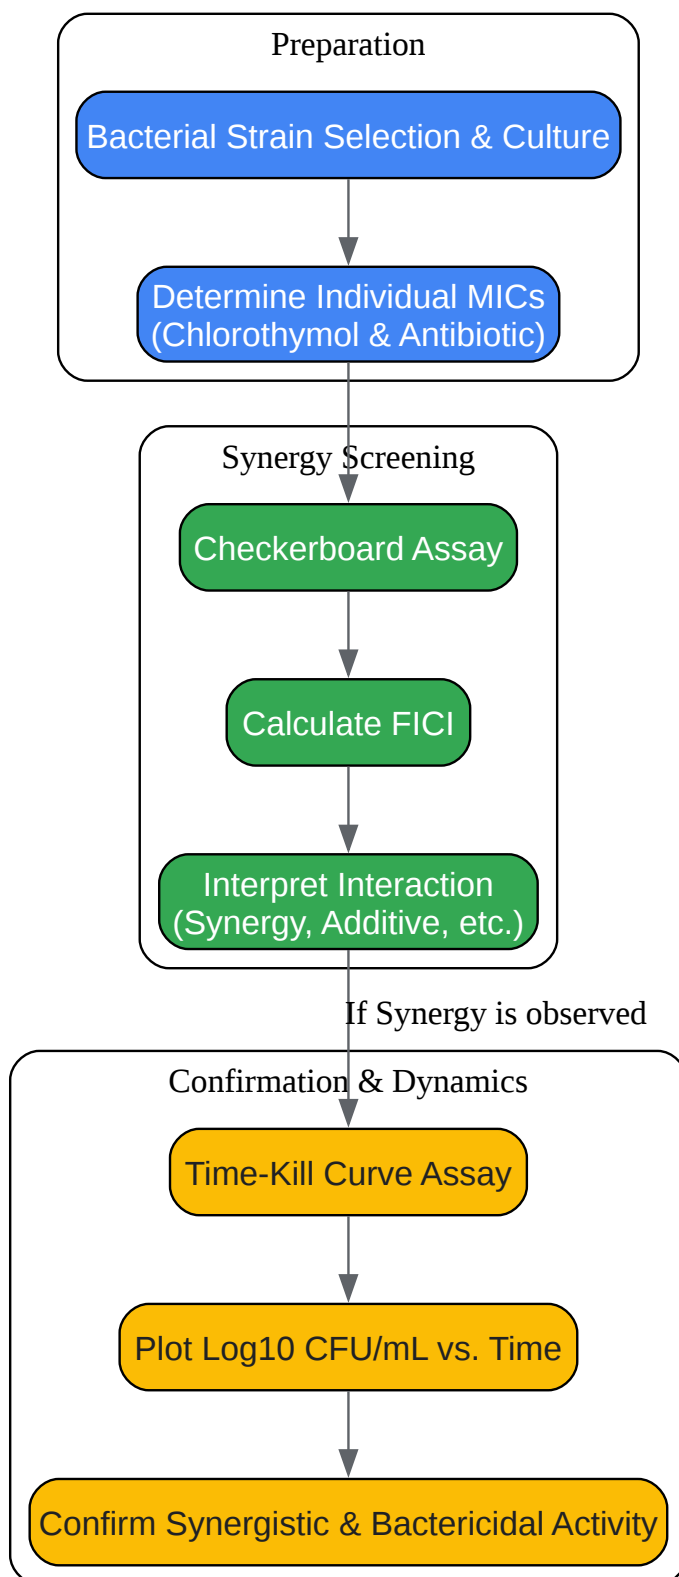 Preparation
Bacterial Strain Selection & Culture
Determine Individual MICs
(Chlorothymol & Antibiotic)
Synergy Screening
Checkerboard Assay
Calculate FICI
Interpret Interaction
(Synergy, Additive, etc.)
If Synergy is observed
Confirmation & Dynamics
Time-Kill Curve Assay
Plot Log10 CFU/mL vs. Time
Confirm Synergistic & Bactericidal Activity